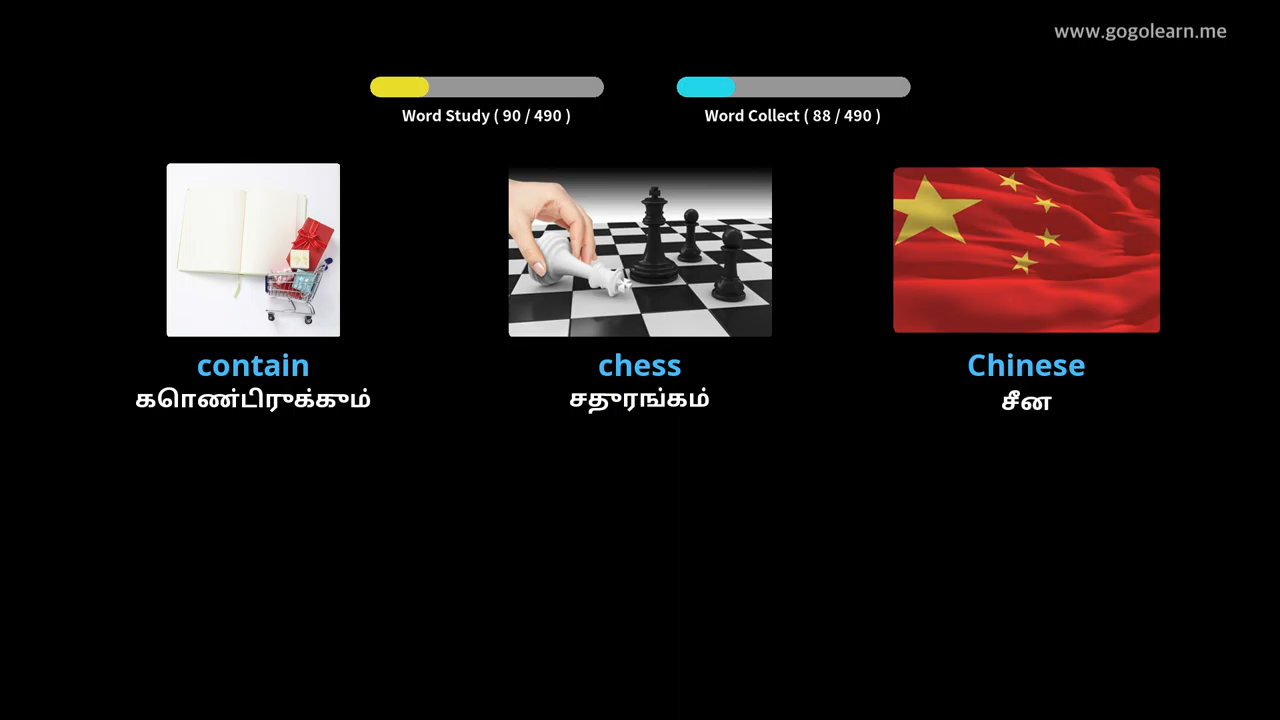 www.gogolearn.me
Word Study ( 90 / 490 )
Word Collect ( 88 / 490 )
contain
கொண்டிருக்கும்
chess
சதுரங்கம்
Chinese
சீன